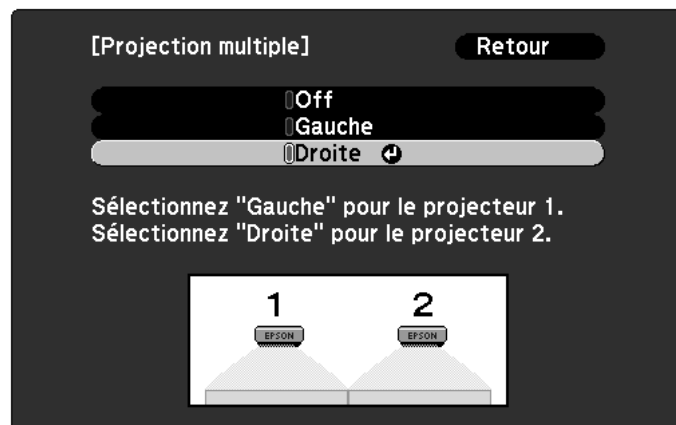 [Projection multiple] Retour
Off
Gauche
Droite
Sélectionnez "Gauche" pour le projecteur 1.
Sélectionnez "Droite" pour le projecteur 2.
1 2
EPSON EPSON